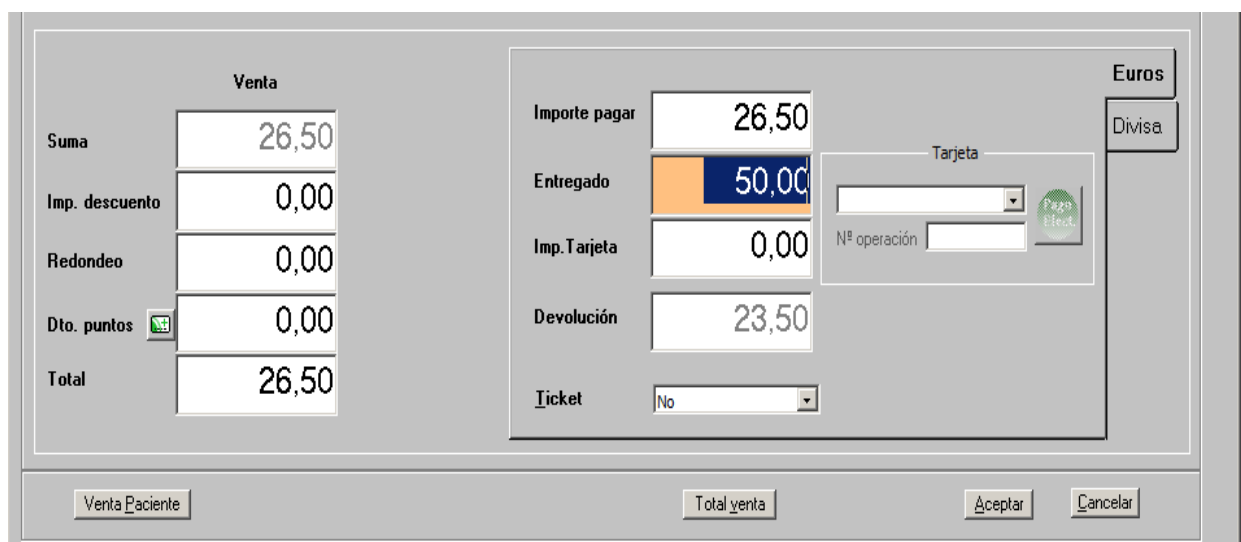 Venta
Suma 26,50
Imp. descuento 0,00
Redondeo 0,00
Dto. puntos 0,00
Total 26,50
Euros
Divisa
Importe pagar 26,50
Entregado 50,00
Imp.Tarjeta 0,00
Devolución 23,50
Ticket No
Tarjeta
Pago
Elect.
Nº operación
Venta Paciente
Total venta
Aceptar
Cancelar